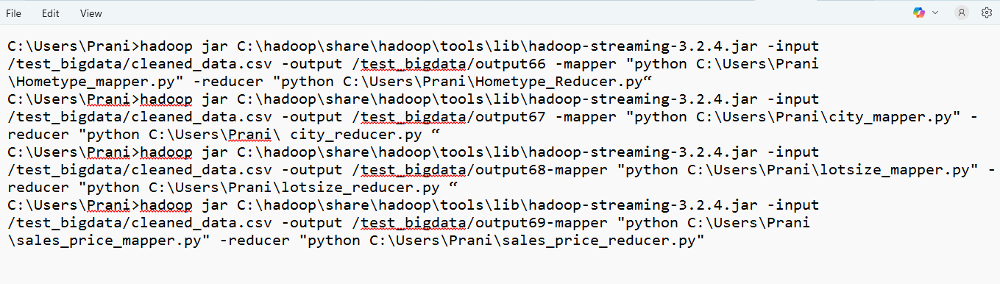 File Edit View
C:\Users\Prani>hadoop jar C:\hadoop\share\hadoop\tools\lib\hadoop-streaming-3.2.4.jar -input
/test_bigdata/cleaned_data.csv -output /test_bigdata/output66 -mapper "python C:\Users\Prani
\Hometype_mapper.py" -reducer "python C:\Users\Prani\Hometype_Reducer.py“
C:\Users\Prani>hadoop jar C:\hadoop\share\hadoop\tools\lib\hadoop-streaming-3.2.4.jar -input
/test_bigdata/cleaned_data.csv -output /test_bigdata/output67 -mapper "python C:\Users\Prani\city_mapper.py" -
reducer "python C:\Users\Prani\ city_reducer.py “
C:\Users\Prani>hadoop jar C:\hadoop\share\hadoop\tools\lib\hadoop-streaming-3.2.4.jar -input
/test_bigdata/cleaned_data.csv -output /test_bigdata/output68-mapper "python C:\Users\Prani\lotsize_mapper.py" -
reducer "python C:\Users\Prani\lotsize_reducer.py “
C:\Users\Prani>hadoop jar C:\hadoop\share\hadoop\tools\lib\hadoop-streaming-3.2.4.jar -input
/test_bigdata/cleaned_data.csv -output /test_bigdata/output69-mapper "python C:\Users\Prani
\sales_price_mapper.py" -reducer "python C:\Users\Prani\sales_price_reducer.py"